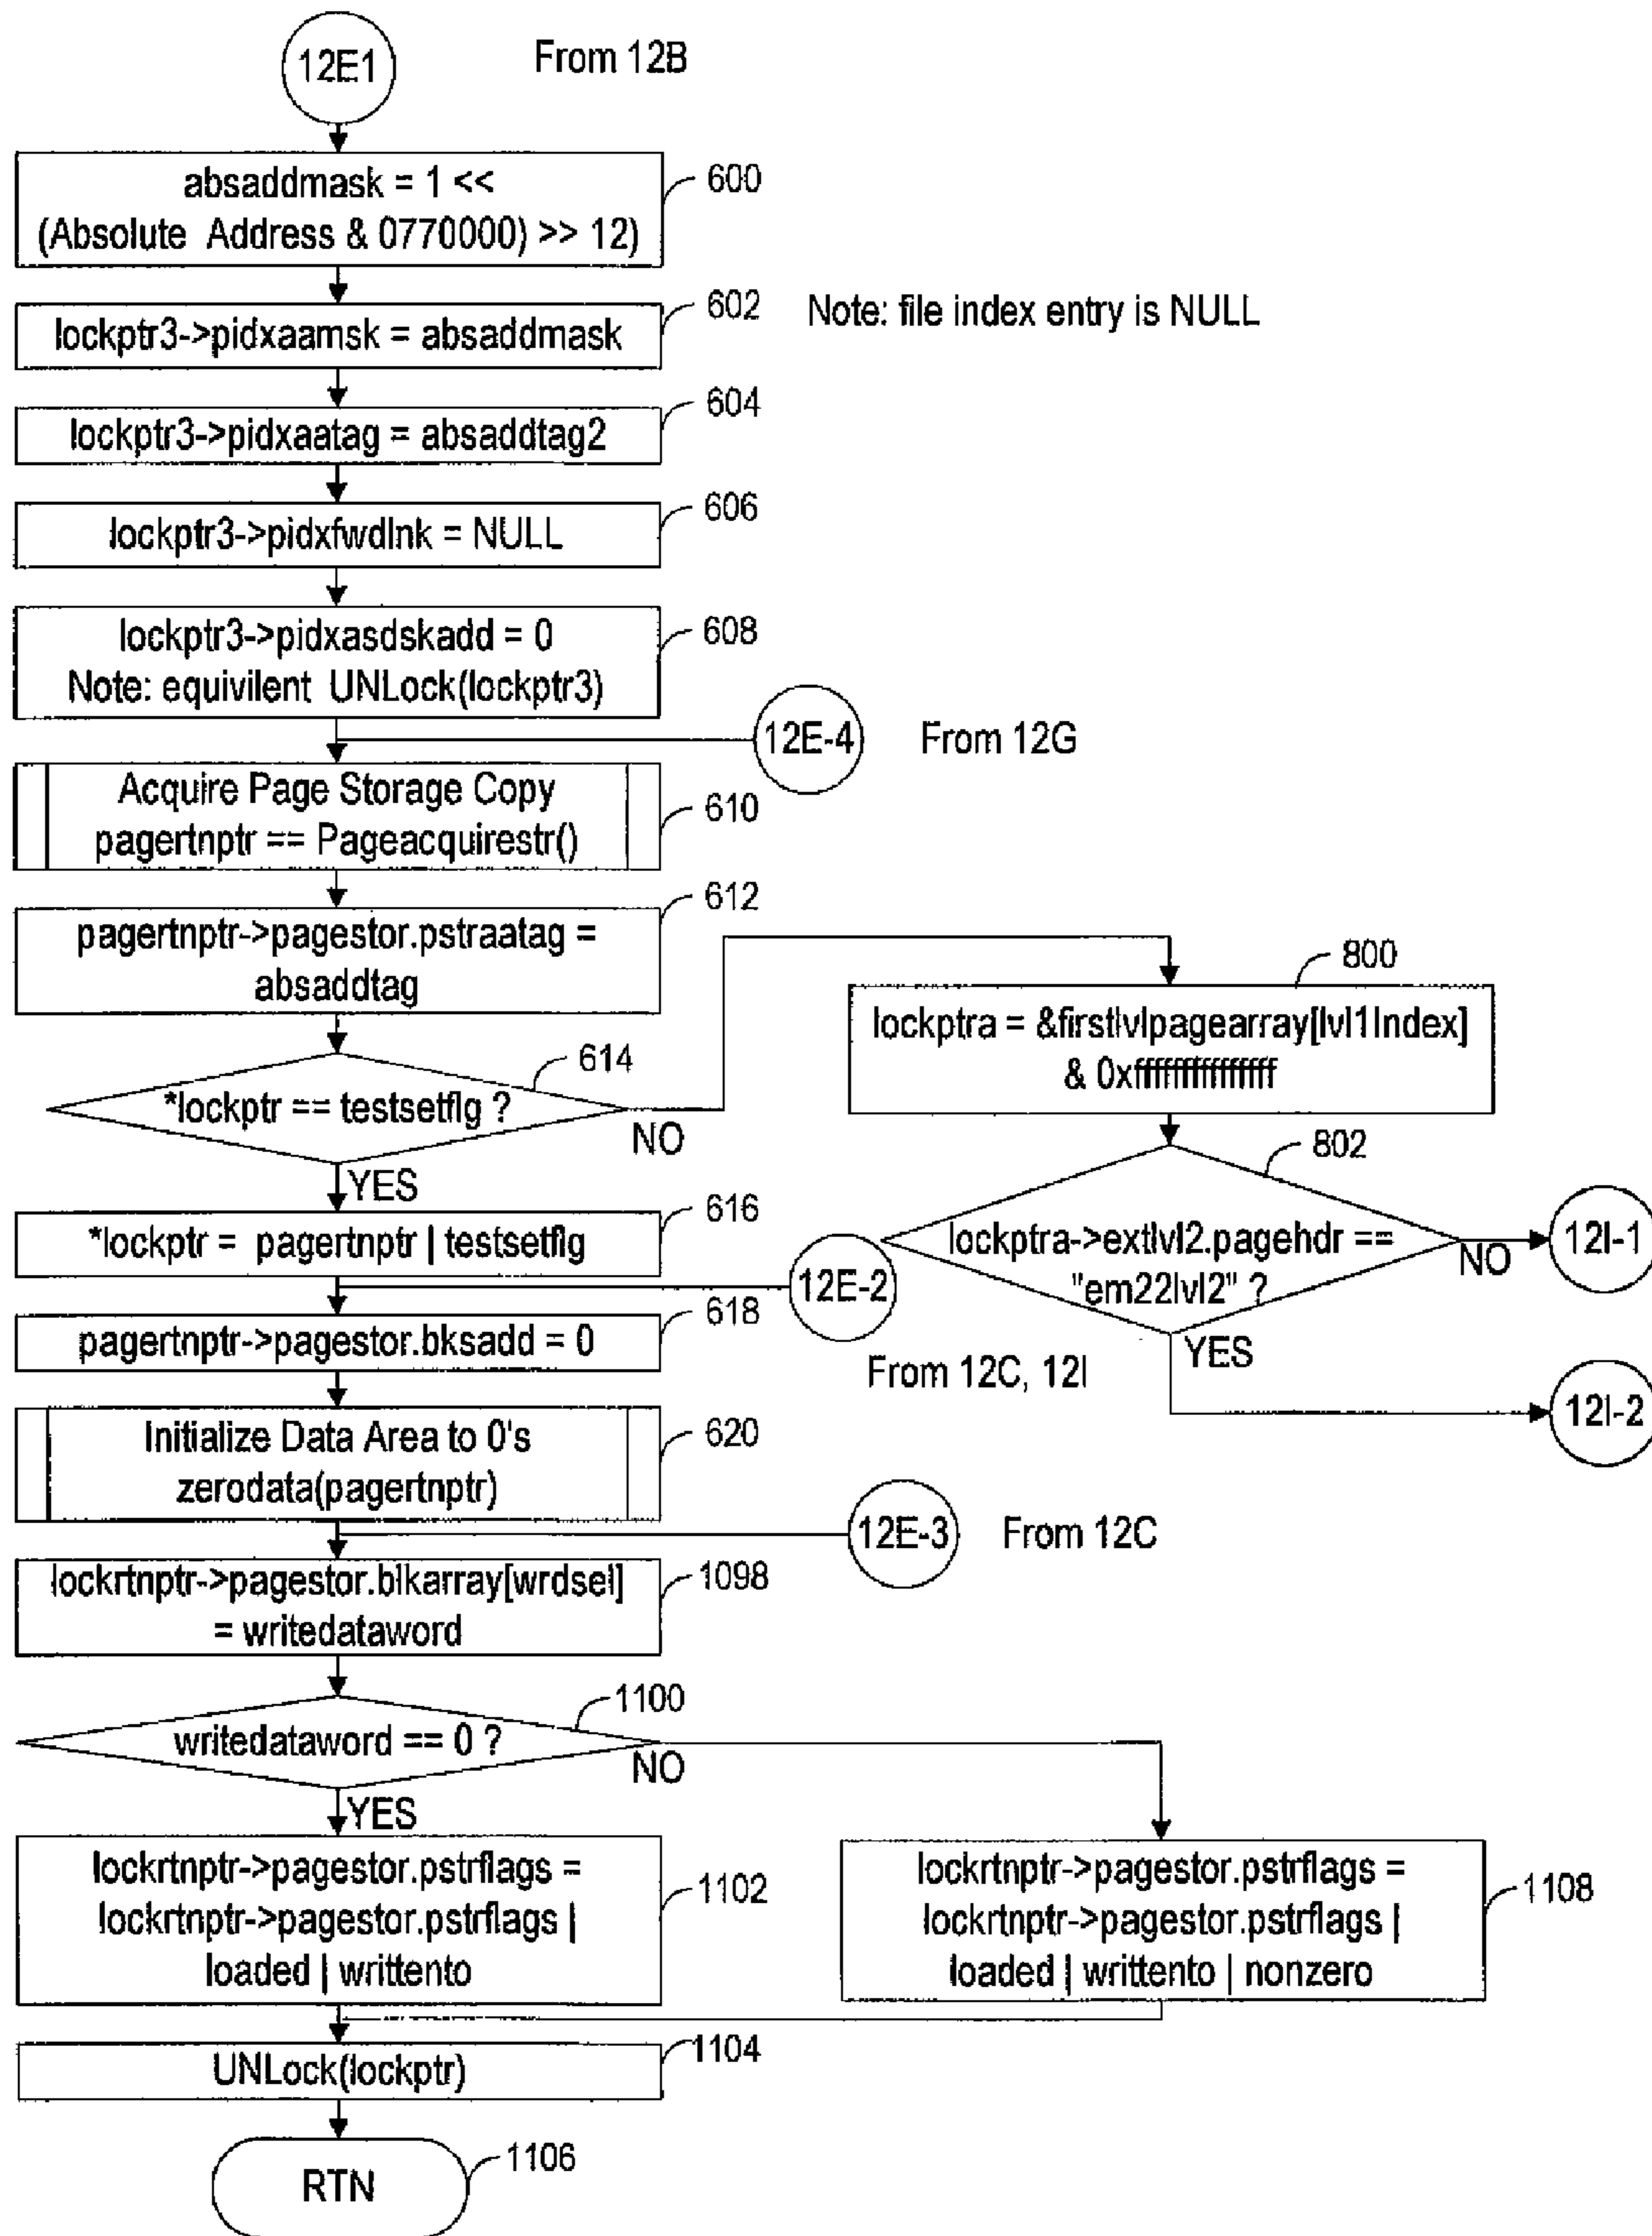 12E1
From 12B
absaddmask = 1 <<
(Absolute Address & 0770000) >> 12)
600
lockptr3->pidxaamsk = absaddmask
602
Note: file index entry is NULL
lockptr3->pidxaatag = absaddtag2
604
lockptr3->pidxfwdlnk = NULL
606
lockptr3->pidxasdskadd = 0
Note: equivilent UNLock(lockptr3)
608
12E-4
From 12G
Acquire Page Storage Copy
pagertnptr == Pageacquirestr()
610
pagertnptr->pagestor.pstraatag =
absaddtag
612
*lockptr == testsetflg ?
614
NO
YES
800
lockptra = &firstlvlpagearray[lvl1Index]
& 0xfffffffffffffff
802
lockptra->extlvl2.pagehdr ==
"em22lvl2" ?
NO
12I-1
YES
12I-2
*lockptr = pagertnptr | testsetflg
616
12E-2
From 12C, 12I
pagertnptr->pagestor.bksadd = 0
618
Initialize Data Area to 0's
zerodata(pagertnptr)
620
12E-3
From 12C
lockrtnptr->pagestor.blkarray[wrdsel]
= writedataword
1098
writedataword == 0 ?
1100
NO
YES
lockrtnptr->pagestor.pstrflags =
lockrtnptr->pagestor.pstrflags |
loaded | writtento
1102
lockrtnptr->pagestor.pstrflags =
lockrtnptr->pagestor.pstrflags |
loaded | writtento | nonzero
1108
UNLock(lockptr)
1104
RTN
1106